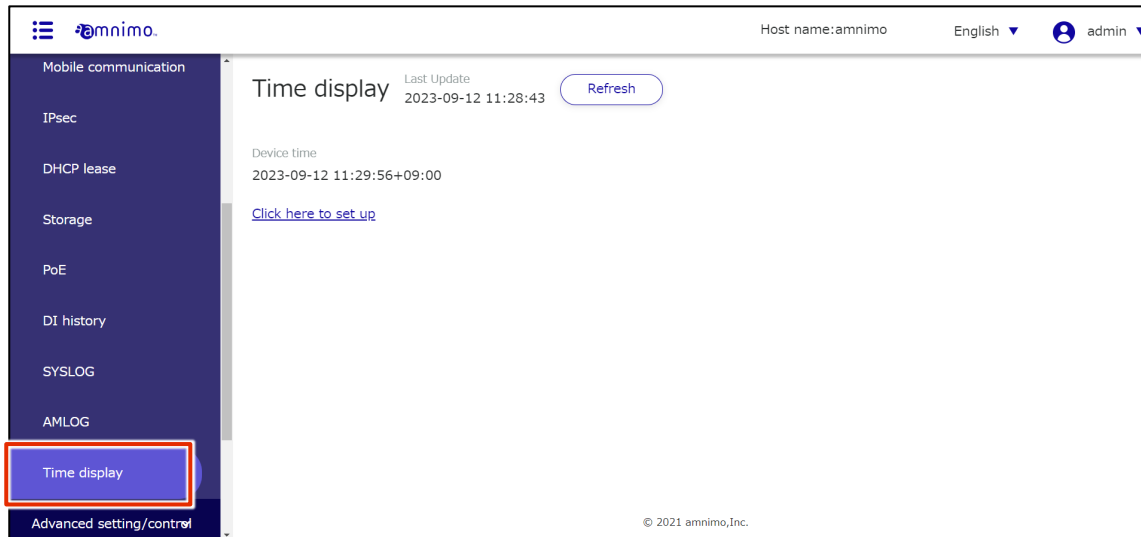 amnimo
Host name:amnimo
English
admin
Mobile communication
IPsec
DHCP lease
Storage
PoE
DI history
SYSLOG
AMLOG
Time display
Advanced setting/control
Time display
Last Update
2023-09-12 11:28:43
Refresh
Device time
2023-09-12 11:29:56+09:00
Click here to set up
© 2021 amnimo,Inc.